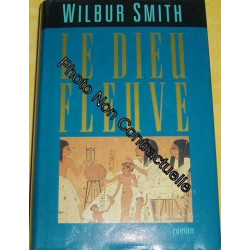 WILBUR SMITH
LE DIEU
FLEUVE
Photo Non Contractuelle
roman